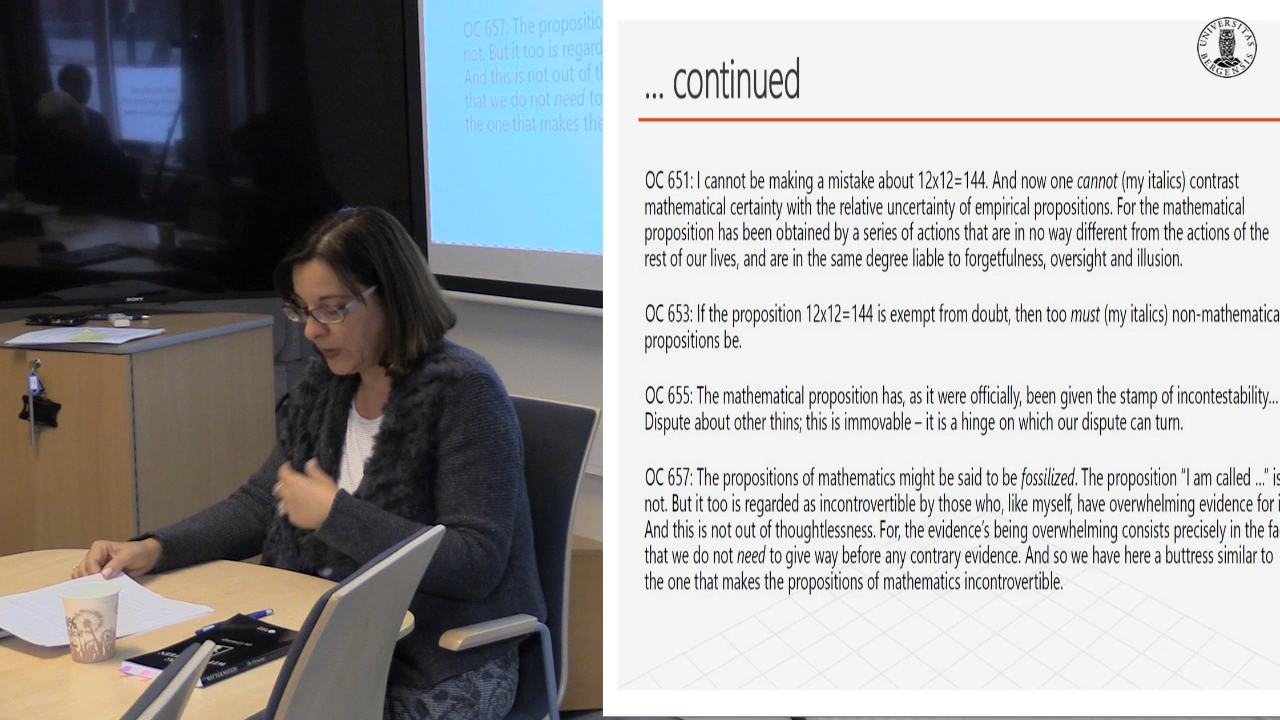 OC 657: The propositio
not. But it too is regard
And this is not out of t
that we do not need to
the one that makes the
SONY
UNIVERSITAS BERGENSIS
... continued
OC 651: I cannot be making a mistake about 12x12=144. And now one cannot (my italics) contrast
mathematical certainty with the relative uncertainty of empirical propositions. For the mathematical
proposition has been obtained by a series of actions that are in no way different from the actions of the
rest of our lives, and are in the same degree liable to forgetfulness, oversight and illusion.
OC 653: If the proposition 12x12=144 is exempt from doubt, then too must (my italics) non-mathematica
propositions be.
OC 655: The mathematical proposition has, as it were officially, been given the stamp of incontestability...
Dispute about other thins; this is immovable – it is a hinge on which our dispute can turn.
OC 657: The propositions of mathematics might be said to be fossilized. The proposition “I am called ...” is
not. But it too is regarded as incontrovertible by those who, like myself, have overwhelming evidence for i
And this is not out of thoughtlessness. For, the evidence’s being overwhelming consists precisely in the fa
that we do not need to give way before any contrary evidence. And so we have here a buttress similar to
the one that makes the propositions of mathematics incontrovertible.